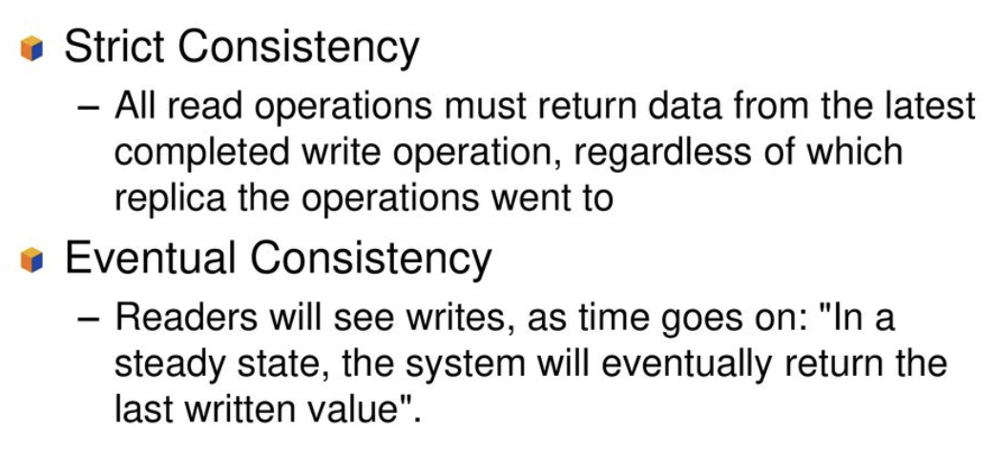 Strict Consistency
– All read operations must return data from the latest
completed write operation, regardless of which
replica the operations went to
Eventual Consistency
– Readers will see writes, as time goes on: "In a
steady state, the system will eventually return the
last written value".